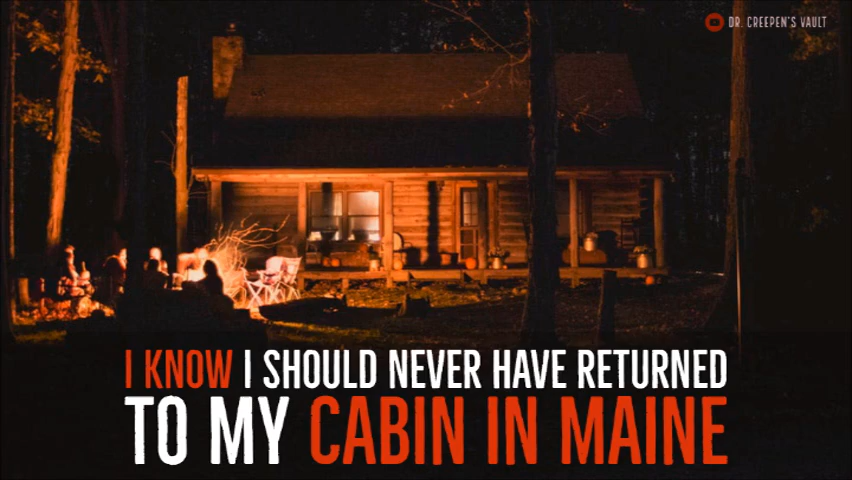 DR. CREEPEN'S VAULT
I KNOW I SHOULD NEVER HAVE RETURNED
TO MY CABIN IN MAINE